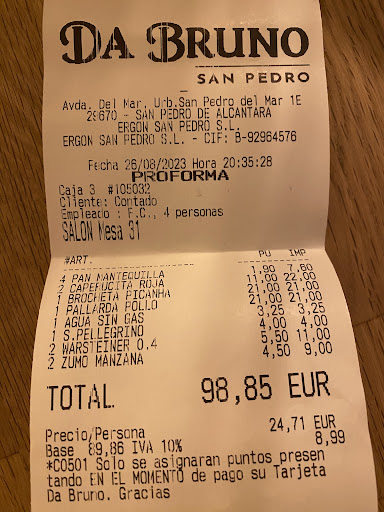 DA BRUNO
SAN PEDRO
Avda. Del Mar, Urb.San Pedro del Mar 1E
29670 - SAN PEDRO DE ALCANTARA
ERGON SAN PEDRO S.L.
ERGON SAN PEDRO S.L. - CIF: B-92964576
Fecha 26/08/2023 Hora 20:35:28
PROFORMA
Caja 3 #105032
Cliente: Contado
Empleado : F.C., 4 personas
SALON Mesa 31
#ART. PU IMP
4 PAN MANTEQUILLA 1,90 7,60
2 CAPERUCITA ROJA 11,00 22,00
1 BROCHETA PICANHA 21,00 21,00
1 PALLARDA POLLO 21,00 21,00
1 AGUA SIN GAS 3,25 3,25
1 S.PELLEGRINO 4,00 4,00
2 WARSTEINER 0.4 5,50 11,00
2 ZUMO MANZANA 4,50 9,00
TOTAL. 98,85 EUR
Precio/Persona 24,71 EUR
Base 89,86 IVA 10% 8,99
*C0501 Solo se asignaran puntos presen
tando EN EL MOMENTO de pago su Tarjeta
Da Bruno. Gracias